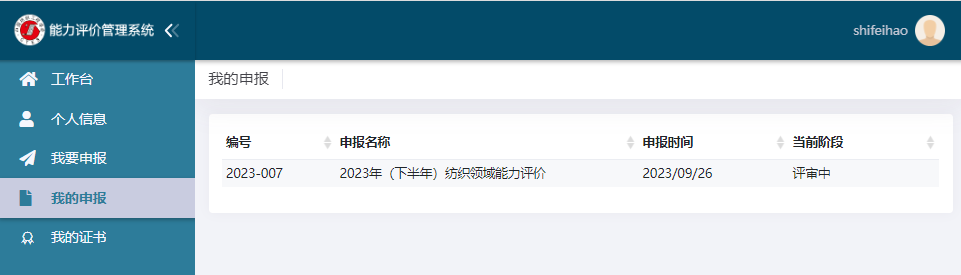 能力评价管理系统
shifeihao
工作台
个人信息
我要申报
我的申报
我的证书
我的申报
编号 申报名称 申报时间 当前阶段
2023-007 2023年（下半年）纺织领域能力评价 2023/09/26 评审中